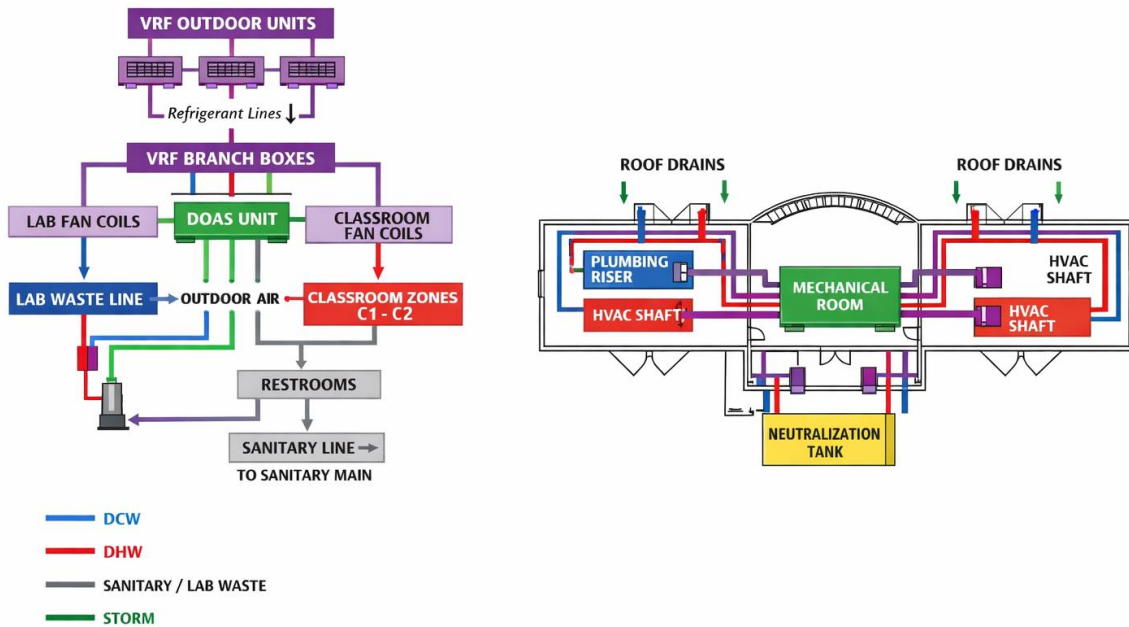 VRF OUTDOOR UNITS
Refrigerant Lines ↓
VRF BRANCH BOXES
LAB FAN COILS
DOAS UNIT
CLASSROOM
FAN COILS
LAB WASTE LINE
OUTDOOR AIR
CLASSROOM ZONES
C1 - C2
RESTROOMS
SANITARY LINE →
TO SANITARY MAIN
DCW
DHW
SANITARY / LAB WASTE
STORM
ROOF DRAINS
ROOF DRAINS
PLUMBING
RISER
HVAC SHAFT
MECHANICAL
ROOM
HVAC
SHAFT
HVAC
SHAFT
NEUTRALIZATION
TANK